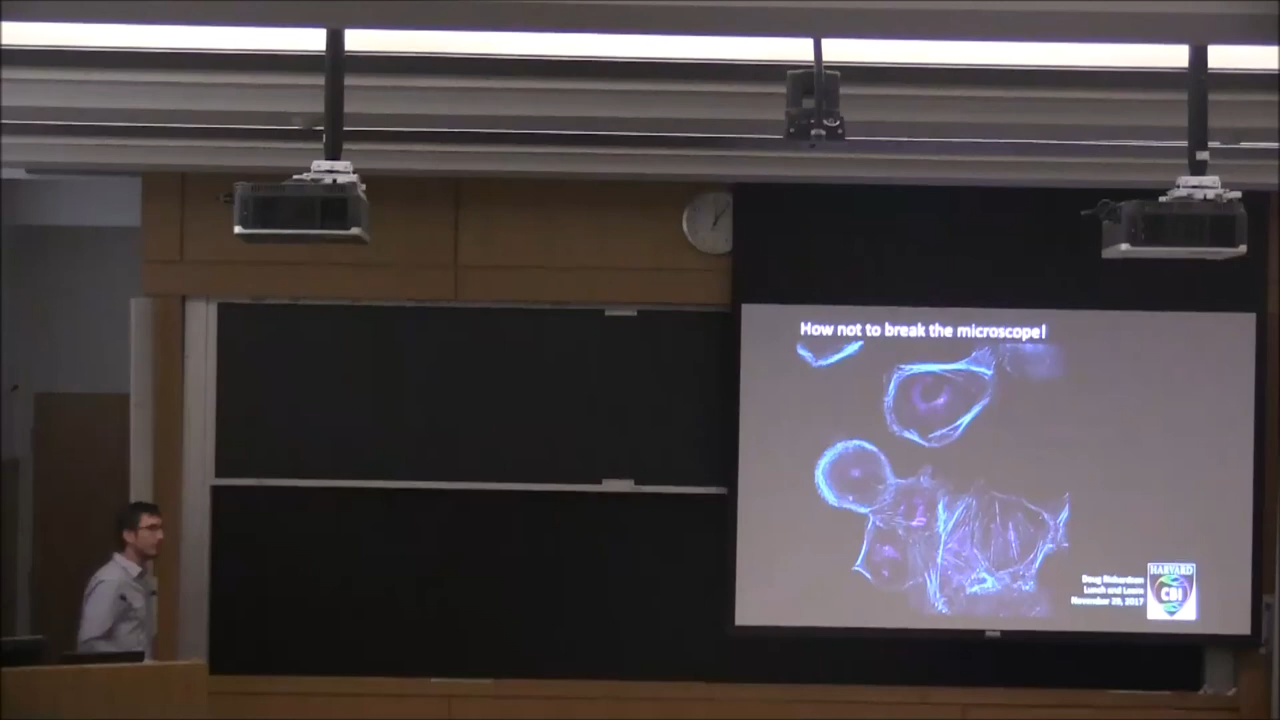 How not to break the microscope!
Doug Richardson
Lunch and Learn
November 29, 2017
HARVARD
CBI